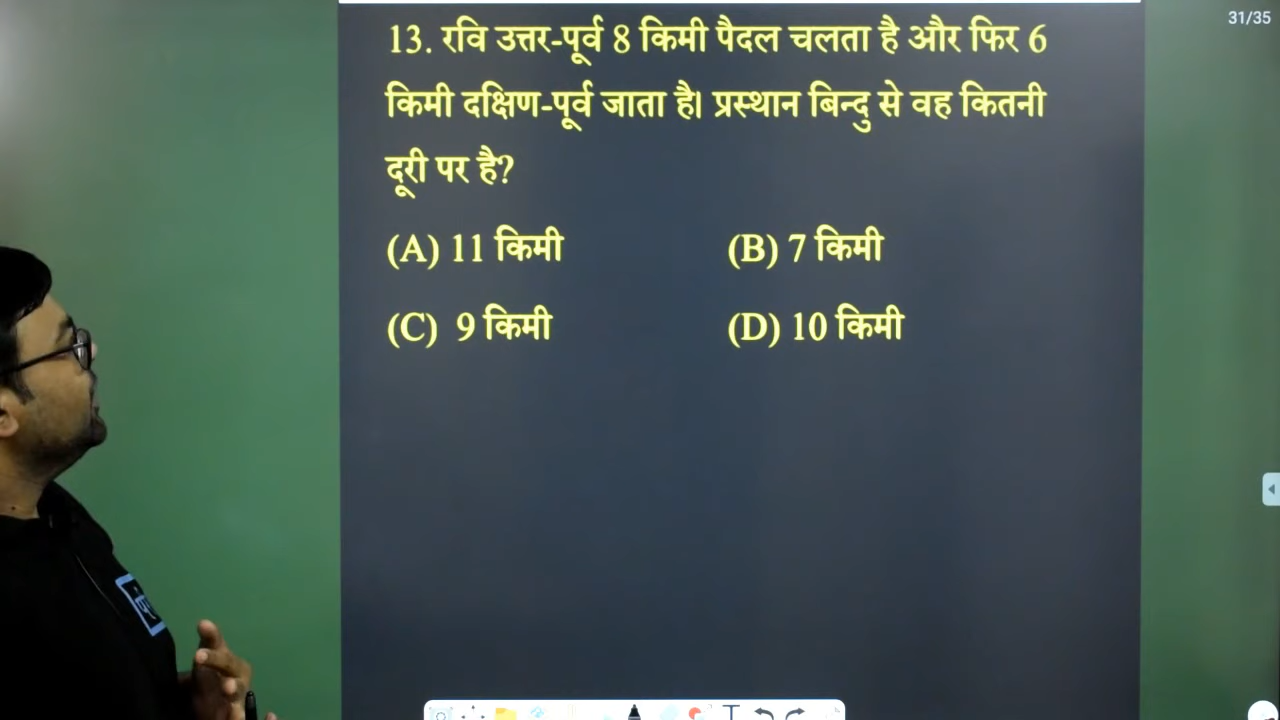 31/35
13. रवि उत्तर-पूर्व 8 किमी पैदल चलता है और फिर 6
किमी दक्षिण-पूर्व जाता है। प्रस्थान बिन्दु से वह कितनी
दूरी पर है?
(A) 11 किमी (B) 7 किमी
(C) 9 किमी (D) 10 किमी